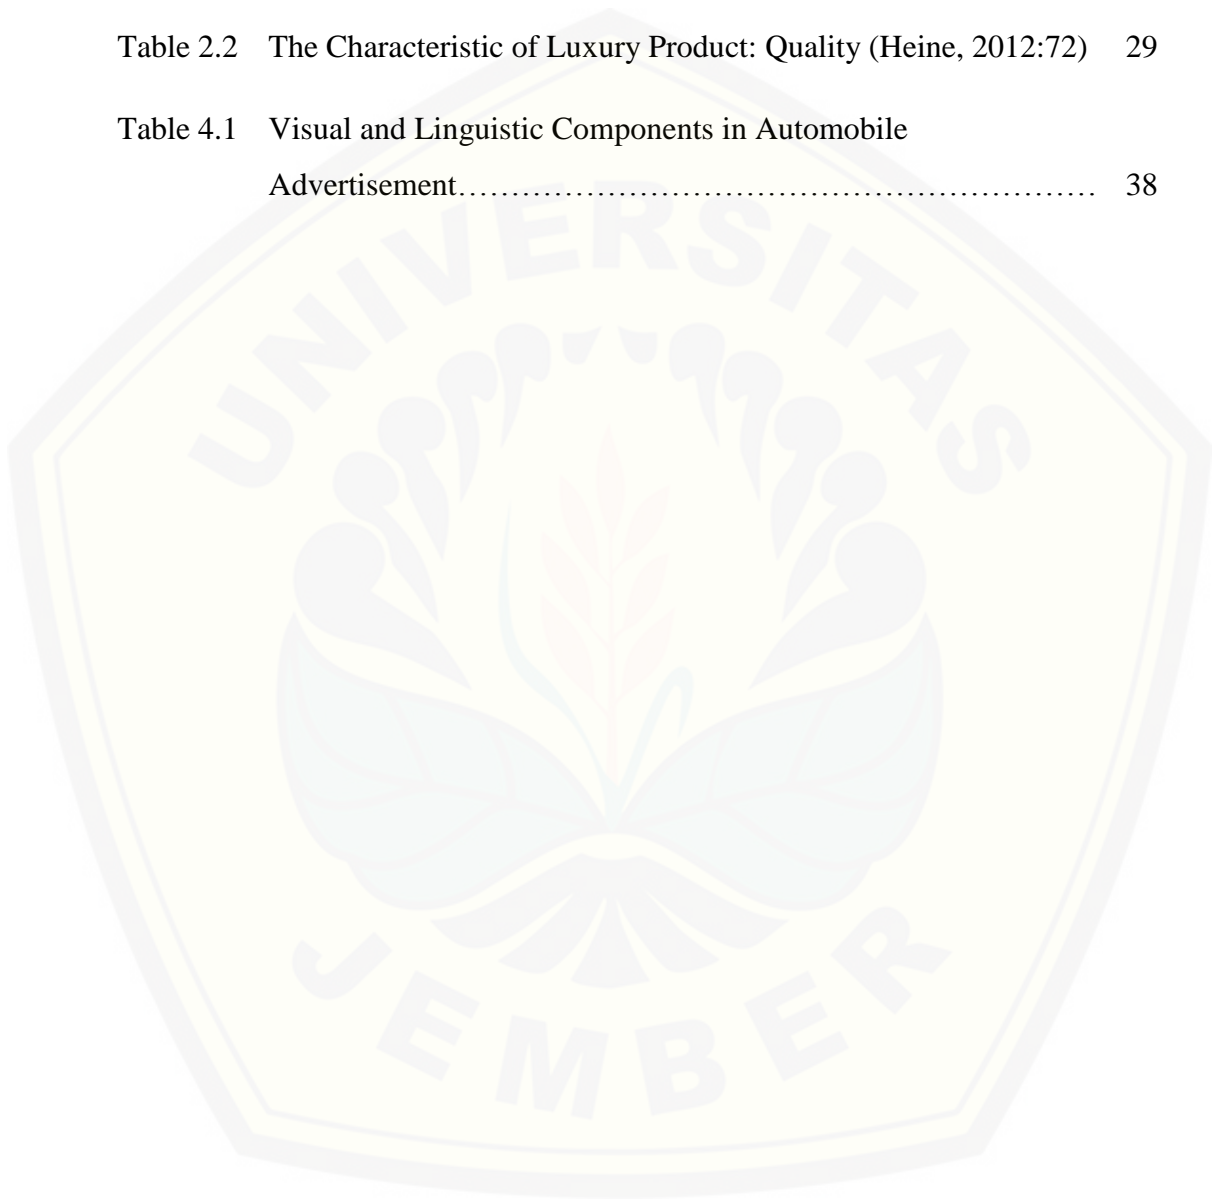 Table 2.2 The Characteristic of Luxury Product: Quality (Heine, 2012:72) 29
Table 4.1 Visual and Linguistic Components in Automobile
Advertisement………………………………………………… 38
UNIVERSITAS
JEMBER